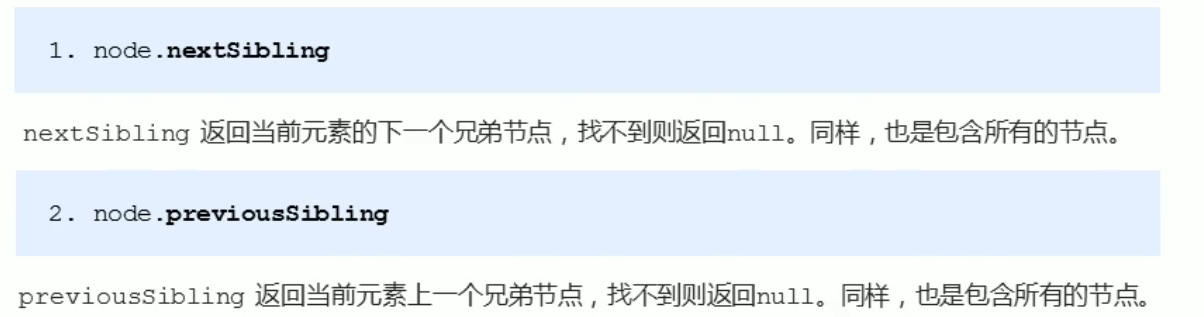 1. node.nextSibling
nextSibling 返回当前元素的下一个兄弟节点，找不到则返回null。同样，也是包含所有的节点。
2. node.previousSibling
previousSibling 返回当前元素上一个兄弟节点，找不到则返回null。同样，也是包含所有的节点。